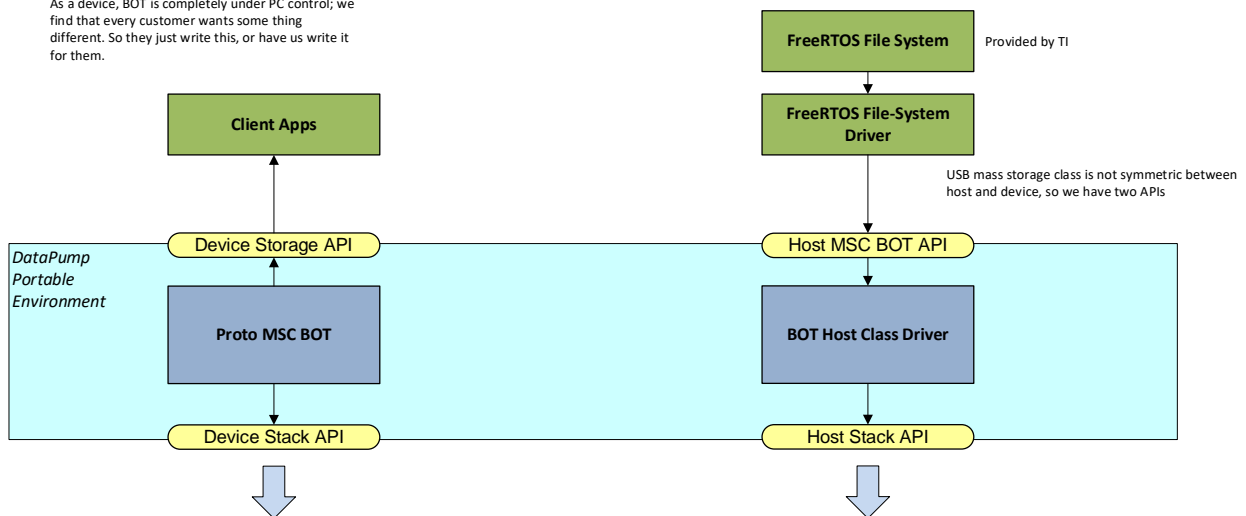 As a device, BOT is completely under PC control; we
find that every customer wants some thing
different. So they just write this, or have us write it
for them.
FreeRTOS File System
Provided by TI
Client Apps
FreeRTOS File-System
Driver
USB mass storage class is not symmetric between
host and device, so we have two APIs
Device Storage API
Host MSC BOT API
DataPump
Portable
Environment
Proto MSC BOT
BOT Host Class Driver
Device Stack API
Host Stack API